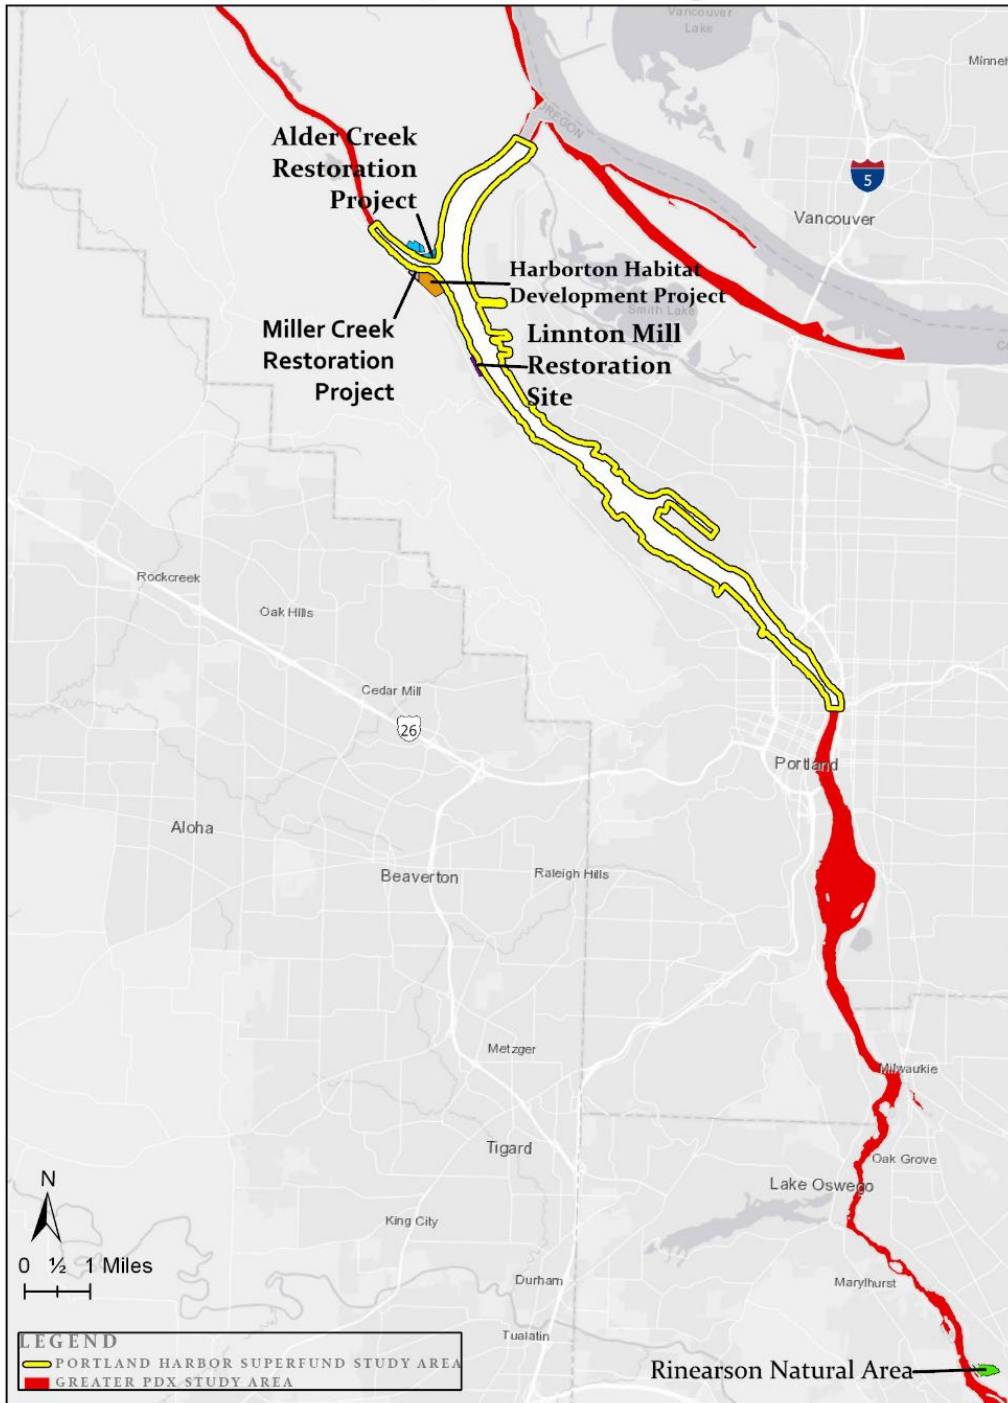 Vancouver
Lake
Minneh
OREGON
Alder Creek
Restoration
Project
5
Vancouver
Harborton Habitat
Development Project
Smith Lake
Miller Creek
Restoration
Project
Linnton Mill
Restoration
Site
Rockcreek
Oak Hills
Cedar Mill
26
Portland
Aloha
Beaverton
Raleigh Hills
Metzger
Milwaukie
Tigard
Oak Grove
Lake Oswego
N
King City
0 ½ 1 Miles
Durham
Marylhurst
Tualatin
LEGEND
PORTLAND HARBOR SUPERFUND STUDY AREA
GREATER PDX STUDY AREA
Rinearson Natural Area